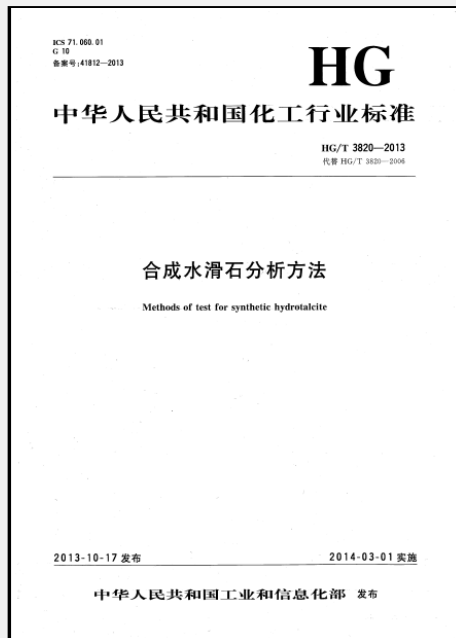 ICS 71.060.01
G 10
备案号:41812—2013
HG
中华人民共和国化工行业标准
HG/T 3820—2013
代替 HG/T 3820—2006
合成水滑石分析方法
Methods of test for synthetic hydrotalcite
2013-10-17 发布
2014-03-01 实施
中华人民共和国工业和信息化部 发布